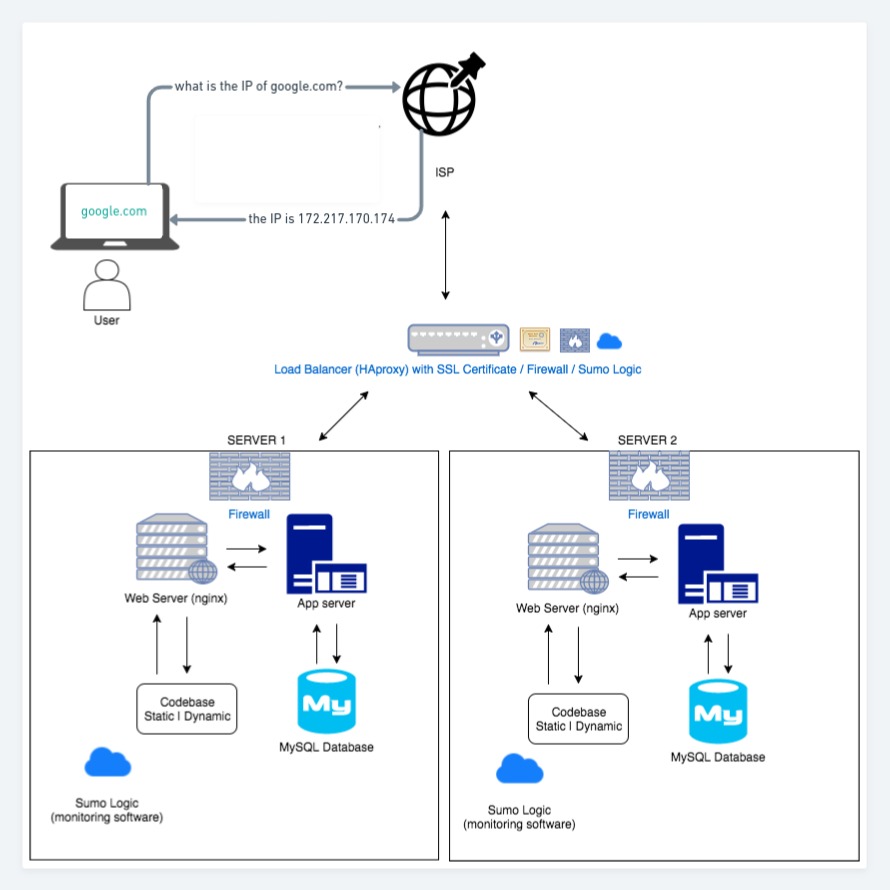 what is the IP of google.com?
ISP
google.com
the IP is 172.217.170.174
User
Load Balancer (HAproxy) with SSL Certificate / Firewall / Sumo Logic
SERVER 1
Firewall
Web Server (nginx)
App server
Codebase
Static | Dynamic
My
MySQL Database
Sumo Logic
(monitoring software)
SERVER 2
Firewall
Web Server (nginx)
App server
Codebase
Static | Dynamic
My
MySQL Database
Sumo Logic
(monitoring software)